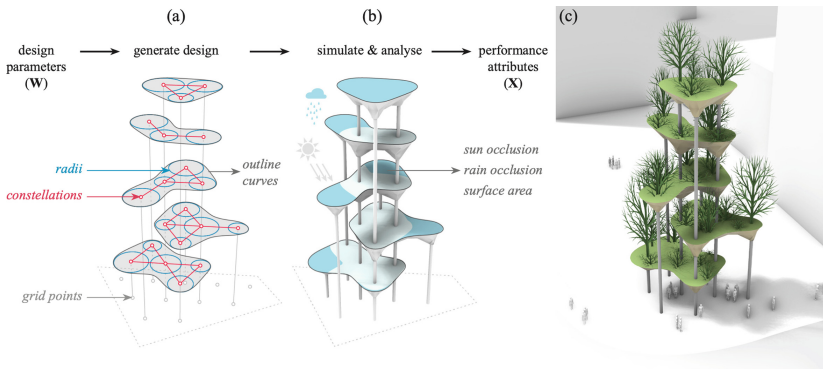 (a)
(b)
(c)
design
parameters
(W)
generate design
simulate & analyse
performance
attributes
(X)
radii
constellations
outline
curves
grid points
sun occlusion
rain occlusion
surface area